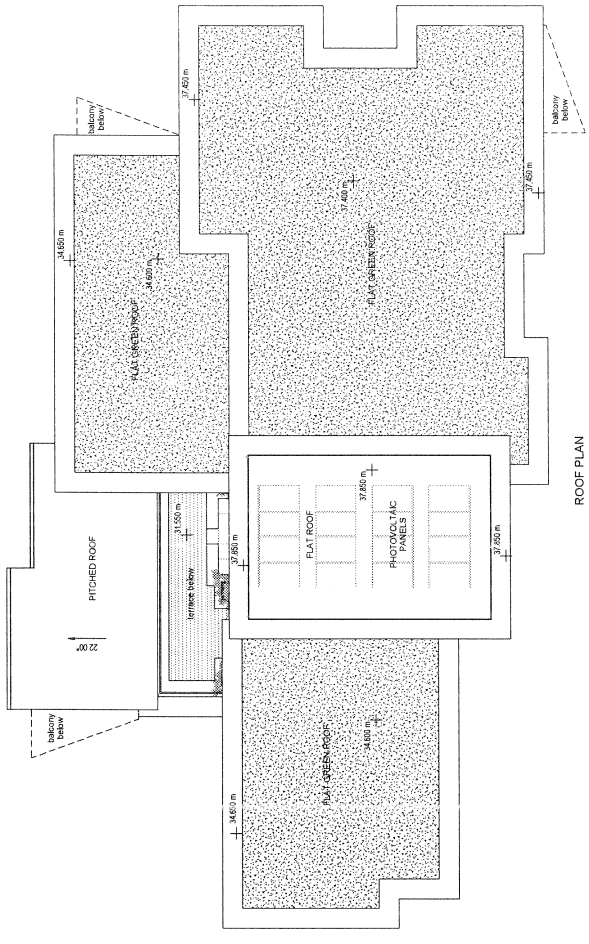 37.450 m
balcony
below
balcony
below
37.400 m
37.450 m
FLAT GREEN ROOF
34.650 m
34.600 m
FLAT GREEN ROOF
PITCHED ROOF
22.00°
31.550 m
terrace below
balcony
below
37.850 m
FLAT ROOF
37.850 m
PHOTOVOLTAIC
PANELS
37.850 m
34.650 m
FLAT GREEN ROOF
34.600 m
ROOF PLAN